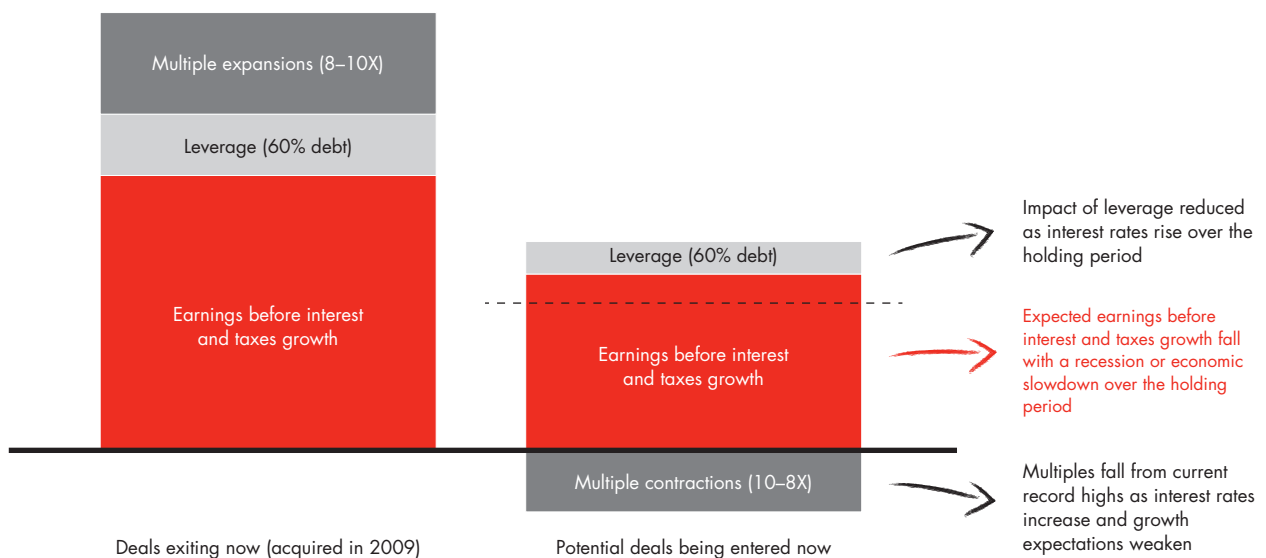 Multiple expansions (8–10X)
Leverage (60% debt)
Earnings before interest
and taxes growth
Deals exiting now (acquired in 2009)
Leverage (60% debt)
Earnings before interest
and taxes growth
Multiple contractions (10–8X)
Potential deals being entered now
Impact of leverage reduced
as interest rates rise over the
holding period
Expected earnings before
interest and taxes growth fall
with a recession or economic
slowdown over the holding
period
Multiples fall from current
record highs as interest rates
increase and growth
expectations weaken